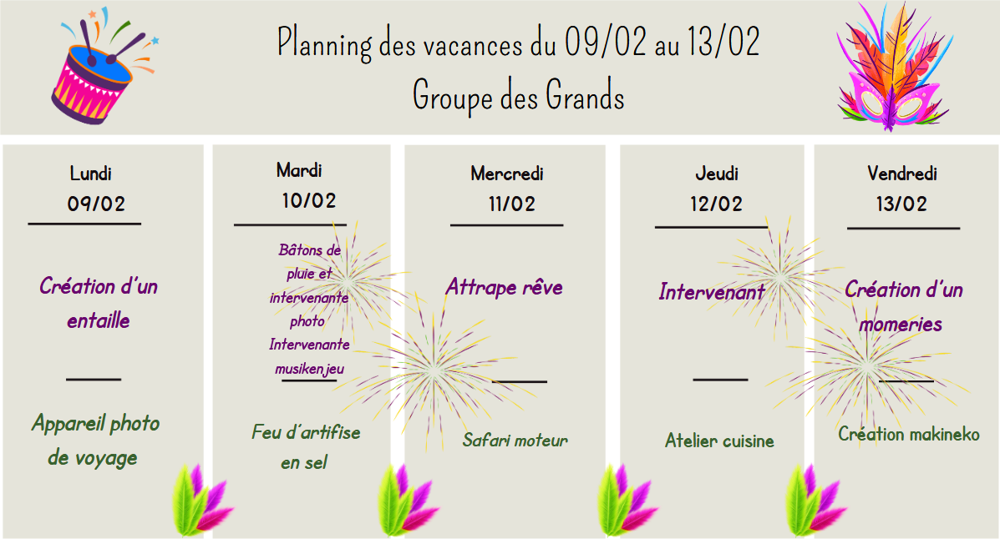 Planning des vacances du 09/02 au 13/02
Groupe des Grands
Lundi
09/02
Création d'un
entaille
Appareil photo
de voyage
Mardi
10/02
Bâtons de
pluie et
intervenante
photo
Intervenante
musikenjeu
Feu d'artifise
en sel
Mercredi
11/02
Attrape rêve
Safari moteur
Jeudi
12/02
Intervenant
Atelier cuisine
Vendredi
13/02
Création d'un
momeries
Création makineko